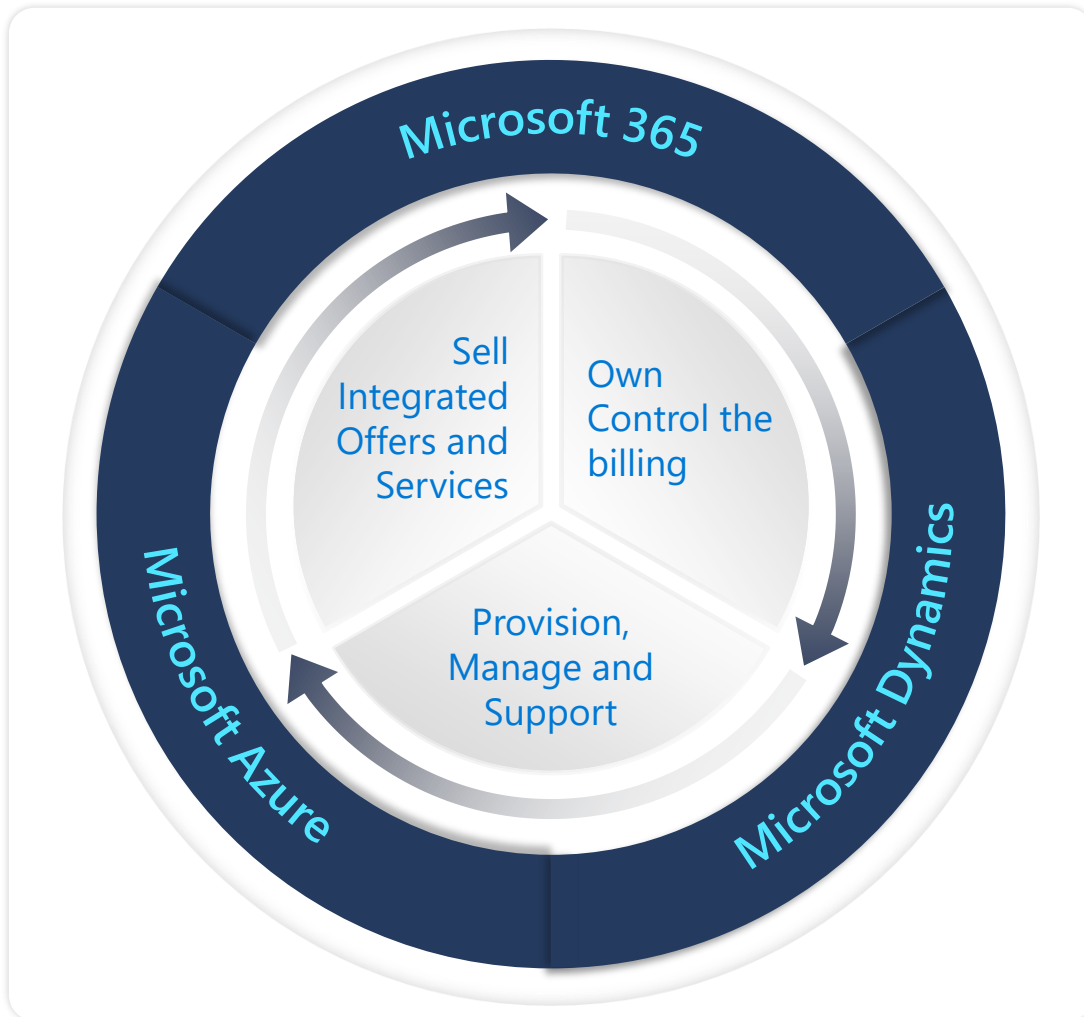 Microsoft 365
Sell
Integrated
Offers and
Services
Own
Control the
billing
Provision,
Manage and
Support
Microsoft Azure
Microsoft Dynamics